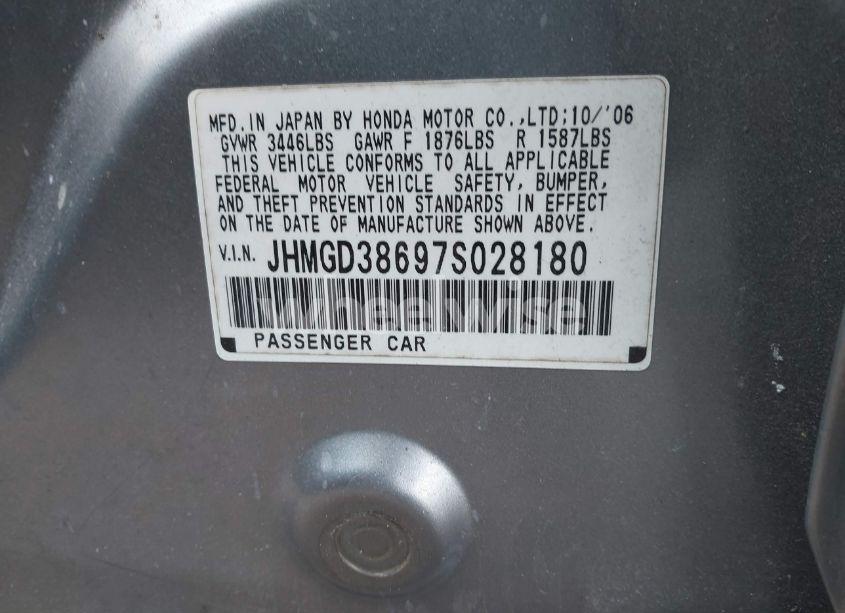 MFD.IN JAPAN BY HONDA MOTOR CO.,LTD:10/'06
GVWR 3446LBS GAWR F 1876LBS R 1587LBS
THIS VEHICLE CONFORMS TO ALL APPLICABLE
FEDERAL MOTOR VEHICLE SAFETY, BUMPER,
AND THEFT PREVENTION STANDARDS IN EFFECT
ON THE DATE OF MANUFACTURE SHOWN ABOVE.
V.I.N. JHMGD38697S028180
wheelwise
PASSENGER CAR